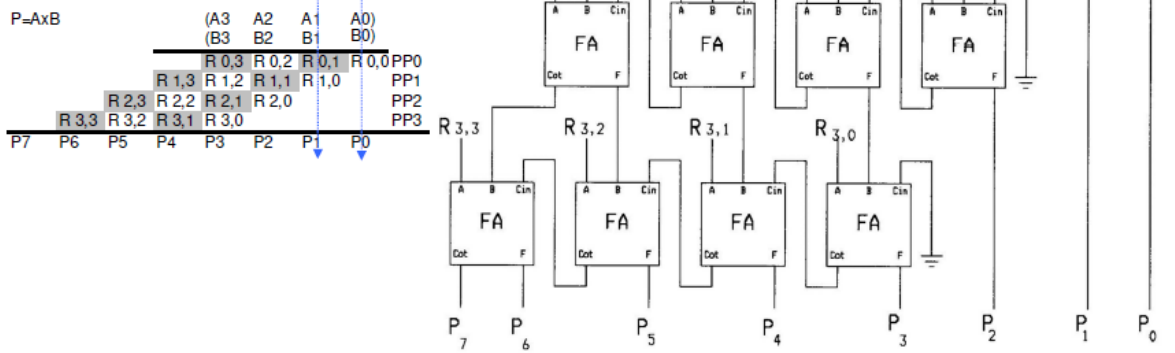 P=AxB (A3 A2 A1 A0)
(B3 B2 B1 B0)
R 0,3 R 0,2 R 0,1 R 0,0 PP0
R 1,3 R 1,2 R 1,1 R 1,0 PP1
R 2,3 R 2,2 R 2,1 R 2,0 PP2
R 3,3 R 3,2 R 3,1 R 3,0 PP3
P7 P6 P5 P4 P3 P2 P1 P0
A B Cin A B Cin A B Cin A B Cin
FA FA FA FA
Cot F Cot F Cot F Cot F
R 3,3 R 3,2 R 3,1 R 3,0
A B Cin A B Cin A B Cin A B Cin
FA FA FA FA
Cot F Cot F Cot F Cot F
P7 P6 P5 P4 P3 P2 P1 P0